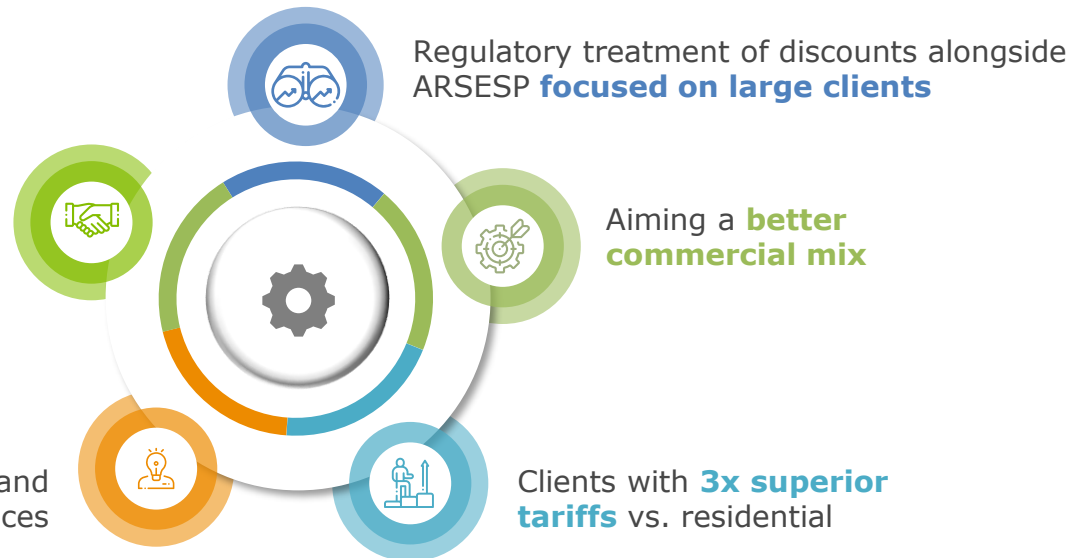 Regulatory treatment of discounts alongside
ARSESP focused on large clients
Aiming a better
commercial mix
and
Clients with 3x superior
tariffs vs. residential